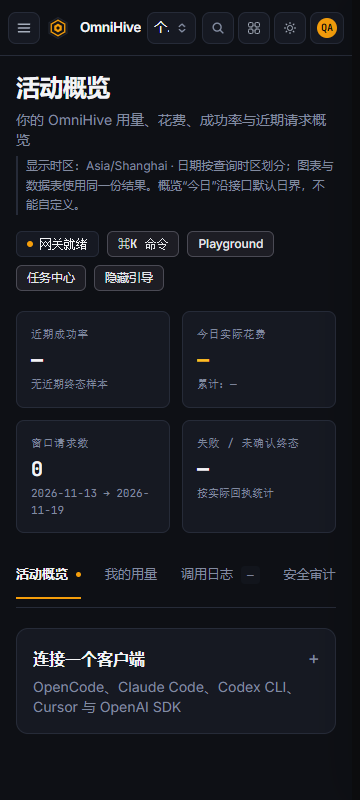 OmniHive 个. QA
活动概览
你的 OmniHive 用量、花费、成功率与近期请求概
览
显示时区：Asia/Shanghai · 日期按查询时区划分；图表与
数据表使用同一份结果。概览“今日”沿接口默认日界，不
能自定义。
网关就绪 ⌘K 命令 Playground
任务中心 隐藏引导
近期成功率 今日实际花费
— —
无近期终态样本 累计: —
窗口请求数 失败 / 未确认终态
0 —
2026-11-13 → 2026- 按实际回执统计
11-19
活动概览 我的用量 调用日志 — 安全审计
连接一个客户端 +
OpenCode、Claude Code、Codex CLI、
Cursor 与 OpenAI SDK